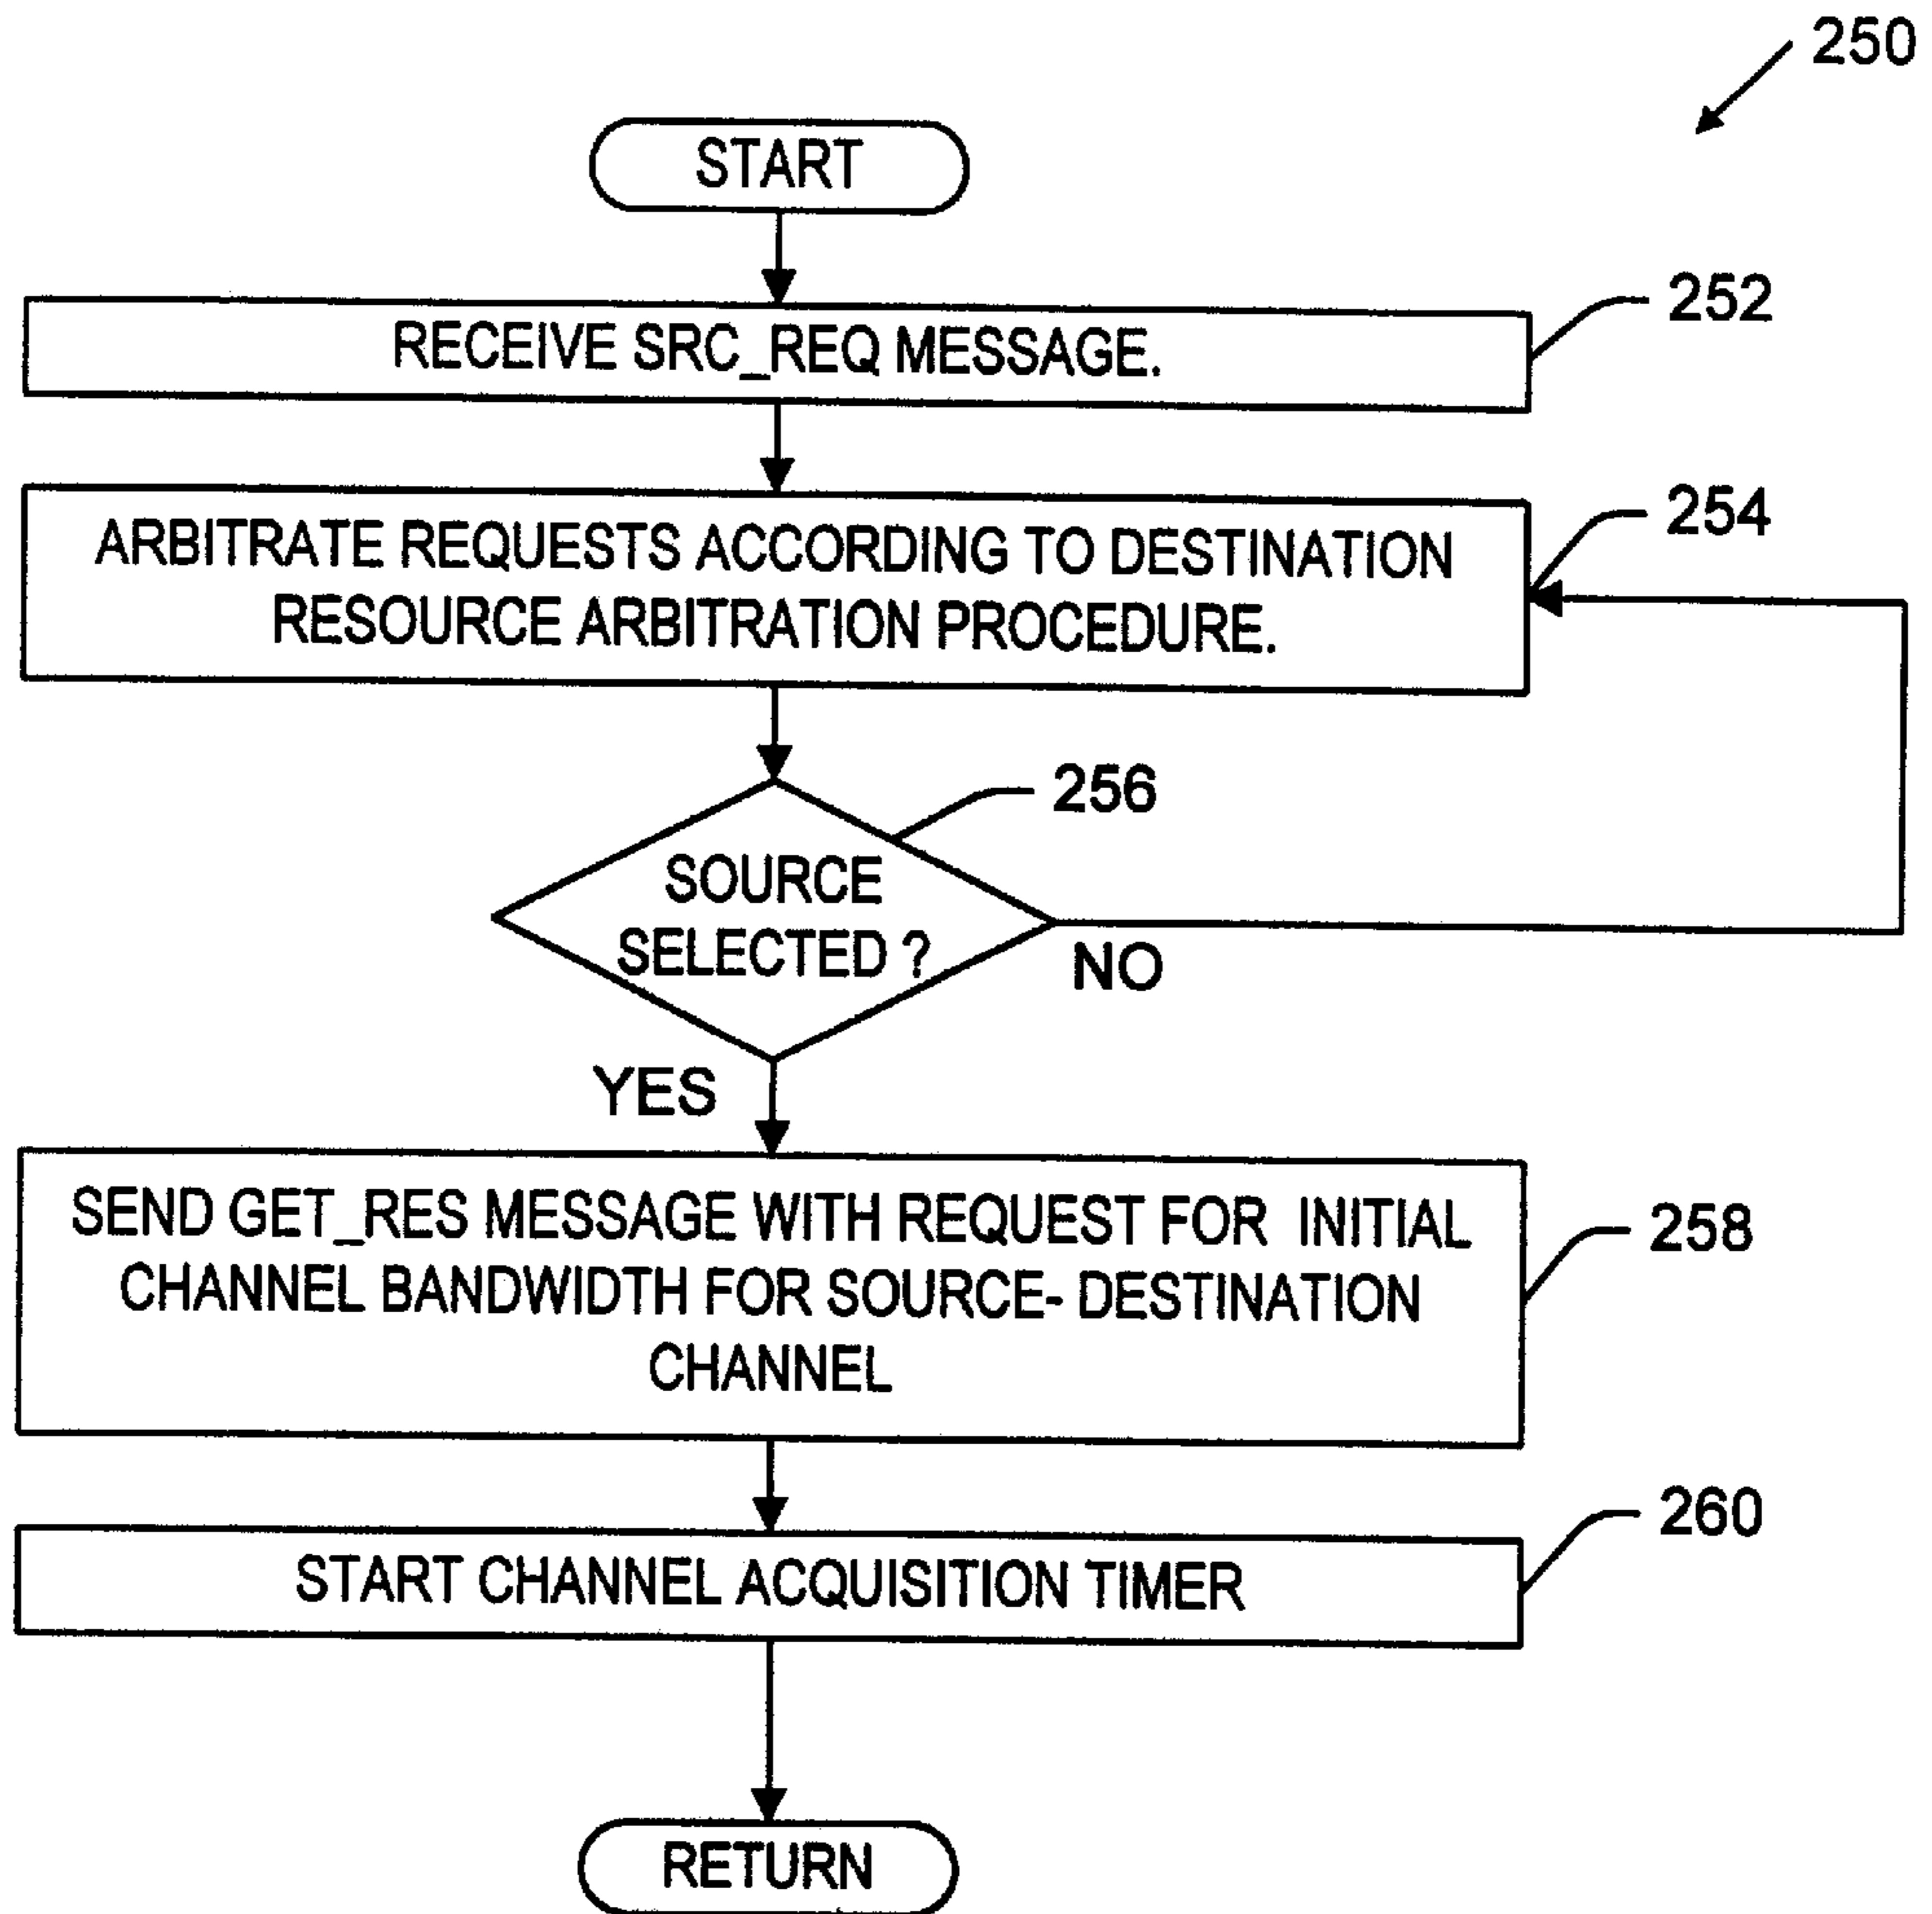 250
START
RECEIVE SRC_REQ MESSAGE.
252
ARBITRATE REQUESTS ACCORDING TO DESTINATION
RESOURCE ARBITRATION PROCEDURE.
254
256
SOURCE
SELECTED ?
NO
YES
SEND GET_RES MESSAGE WITH REQUEST FOR INITIAL
CHANNEL BANDWIDTH FOR SOURCE- DESTINATION
CHANNEL
258
START CHANNEL ACQUISITION TIMER
260
RETURN